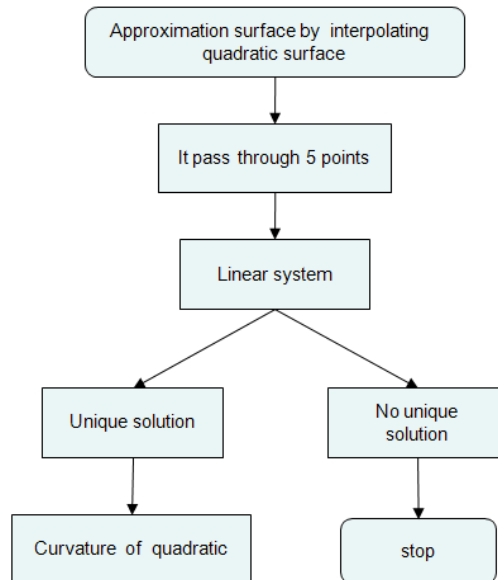 Approximation surface by interpolating
quadratic surface
It pass through 5 points
Linear system
Unique solution
No unique
solution
Curvature of quadratic
stop